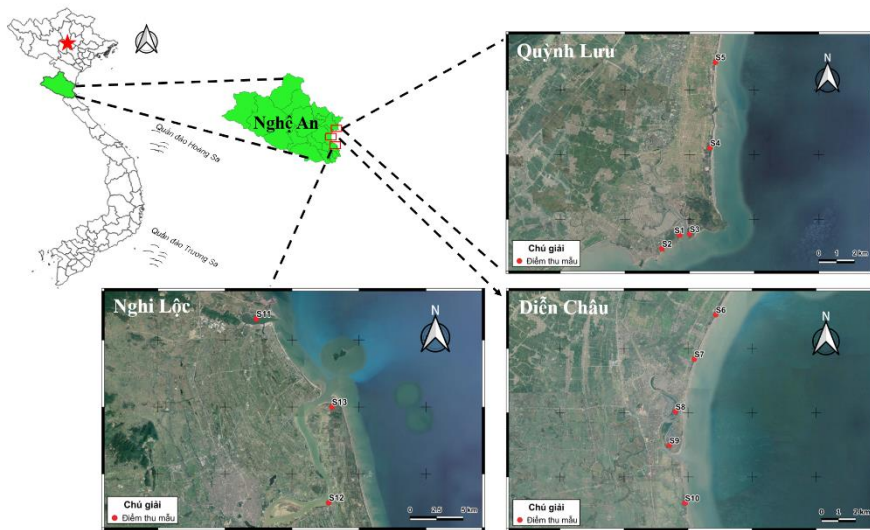 Quần đảo Hoàng Sa
Quần đảo Trường Sa
Nghệ An
Quỳnh Lưu
N
S5
S4
S1
S3
S2
Chú giải
Điểm thu mẫu
0 1 2 km
Nghi Lộc
N
S11
S13
S12
Chú giải
Điểm thu mẫu
0 2.5 5 km
Diễn Châu
N
S6
S7
S8
S9
S10
Chú giải
Điểm thu mẫu
0 1 2 km